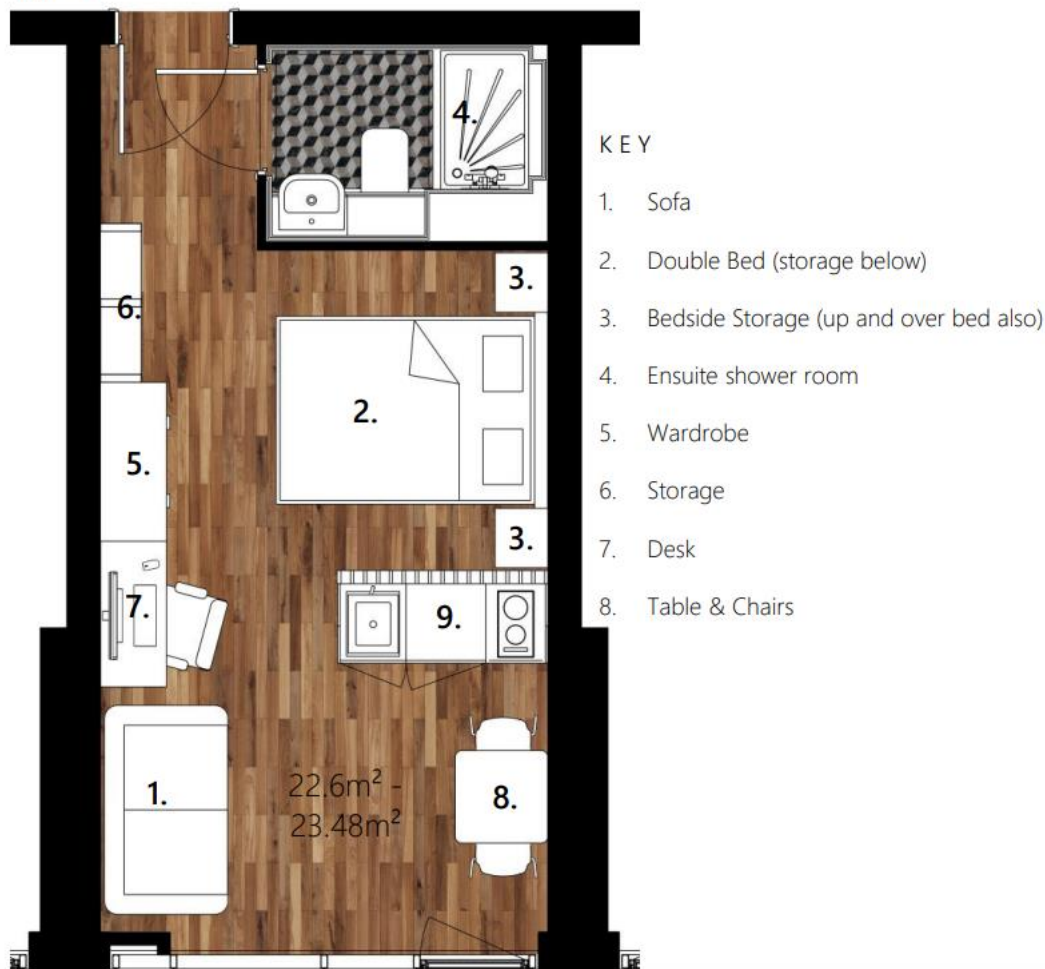 4.
3.
6.
2.
5.
3.
7.
9.
1.
22.6m² -
23.48m²
8.
KEY
1. Sofa
2. Double Bed (storage below)
3. Bedside Storage (up and over bed also)
4. Ensuite shower room
5. Wardrobe
6. Storage
7. Desk
8. Table & Chairs